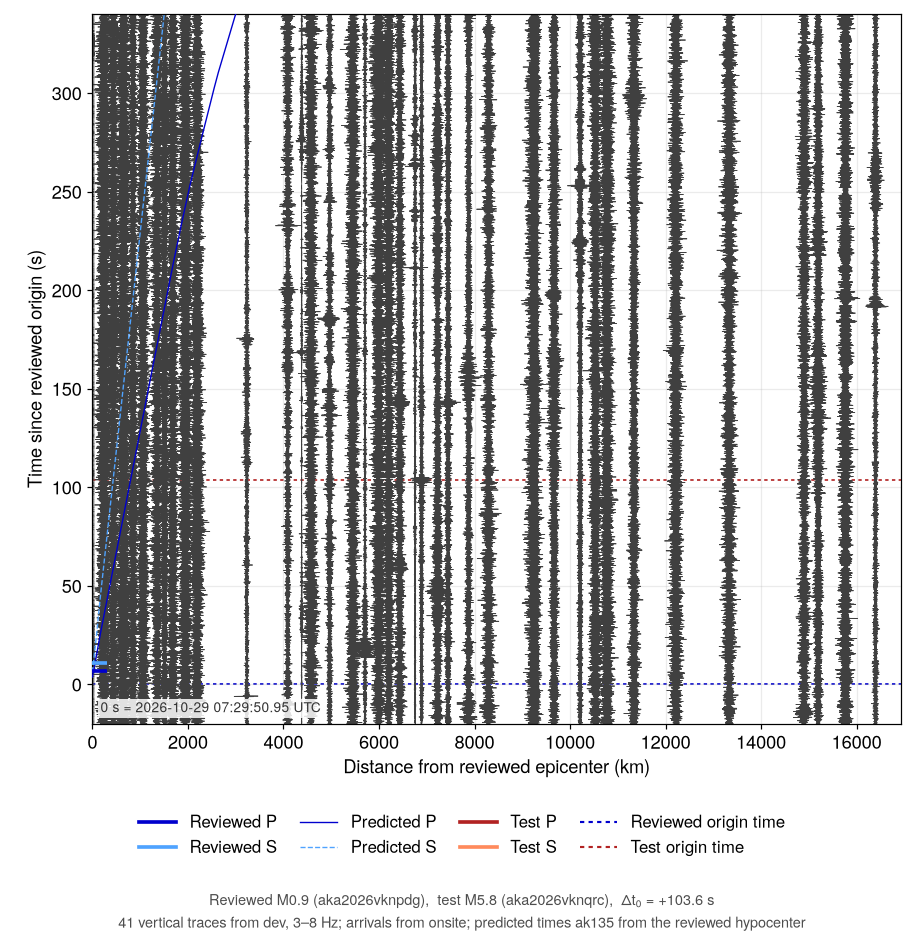 Time since reviewed origin (s)
300
250
200
150
100
50
0
0 s = 2026-10-29 07:29:50.95 UTC
0 2000 4000 6000 8000 10000 12000 14000 16000
Distance from reviewed epicenter (km)
Reviewed P Predicted P Test P Reviewed origin time
Reviewed S Predicted S Test S Test origin time
Reviewed M0.9 (aka2026vknpdg), test M5.8 (aka2026vknqrc), Δt₀ = +103.6 s
41 vertical traces from dev, 3–8 Hz; arrivals from onsite; predicted times ak135 from the reviewed hypocenter